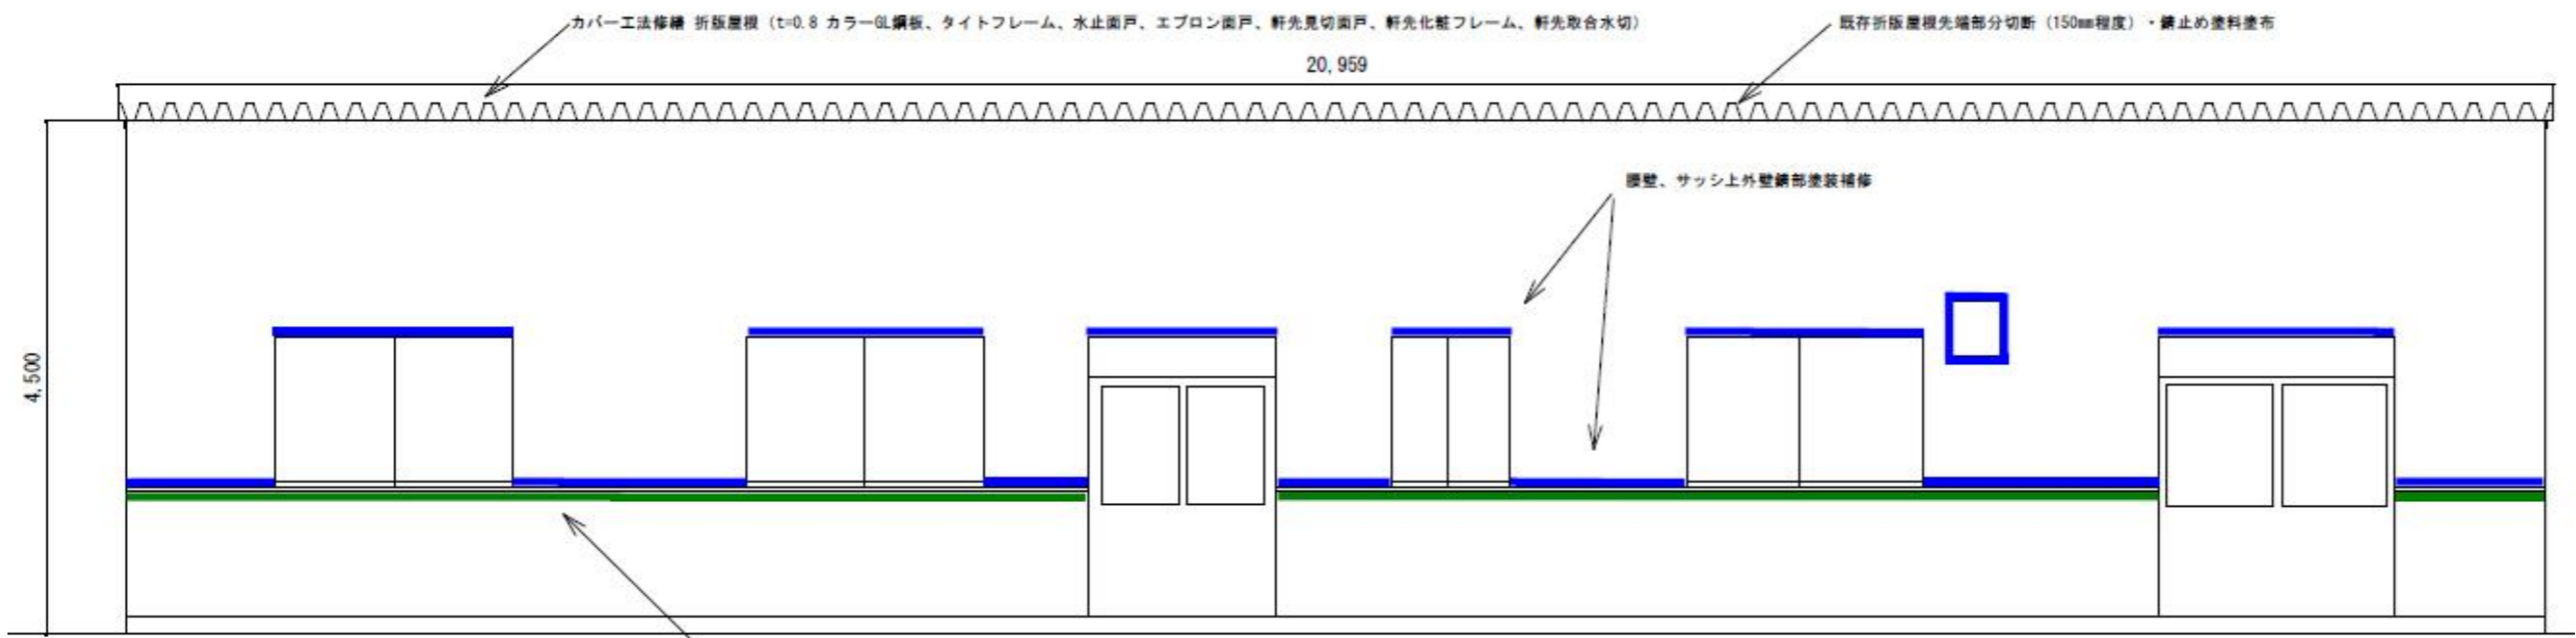 カバー工法修繕 折版屋根（t=0.8 カラーGL鋼板、タイトフレーム、水止面戸、エプロン面戸、軒先見切面戸、軒先化粧フレーム、軒先取合水切）
既存折版屋根先端部分切断（150㎜程度）・錆止め塗料塗布
20,959
腰壁、サッシ上外壁錆部塗装補修
4,500